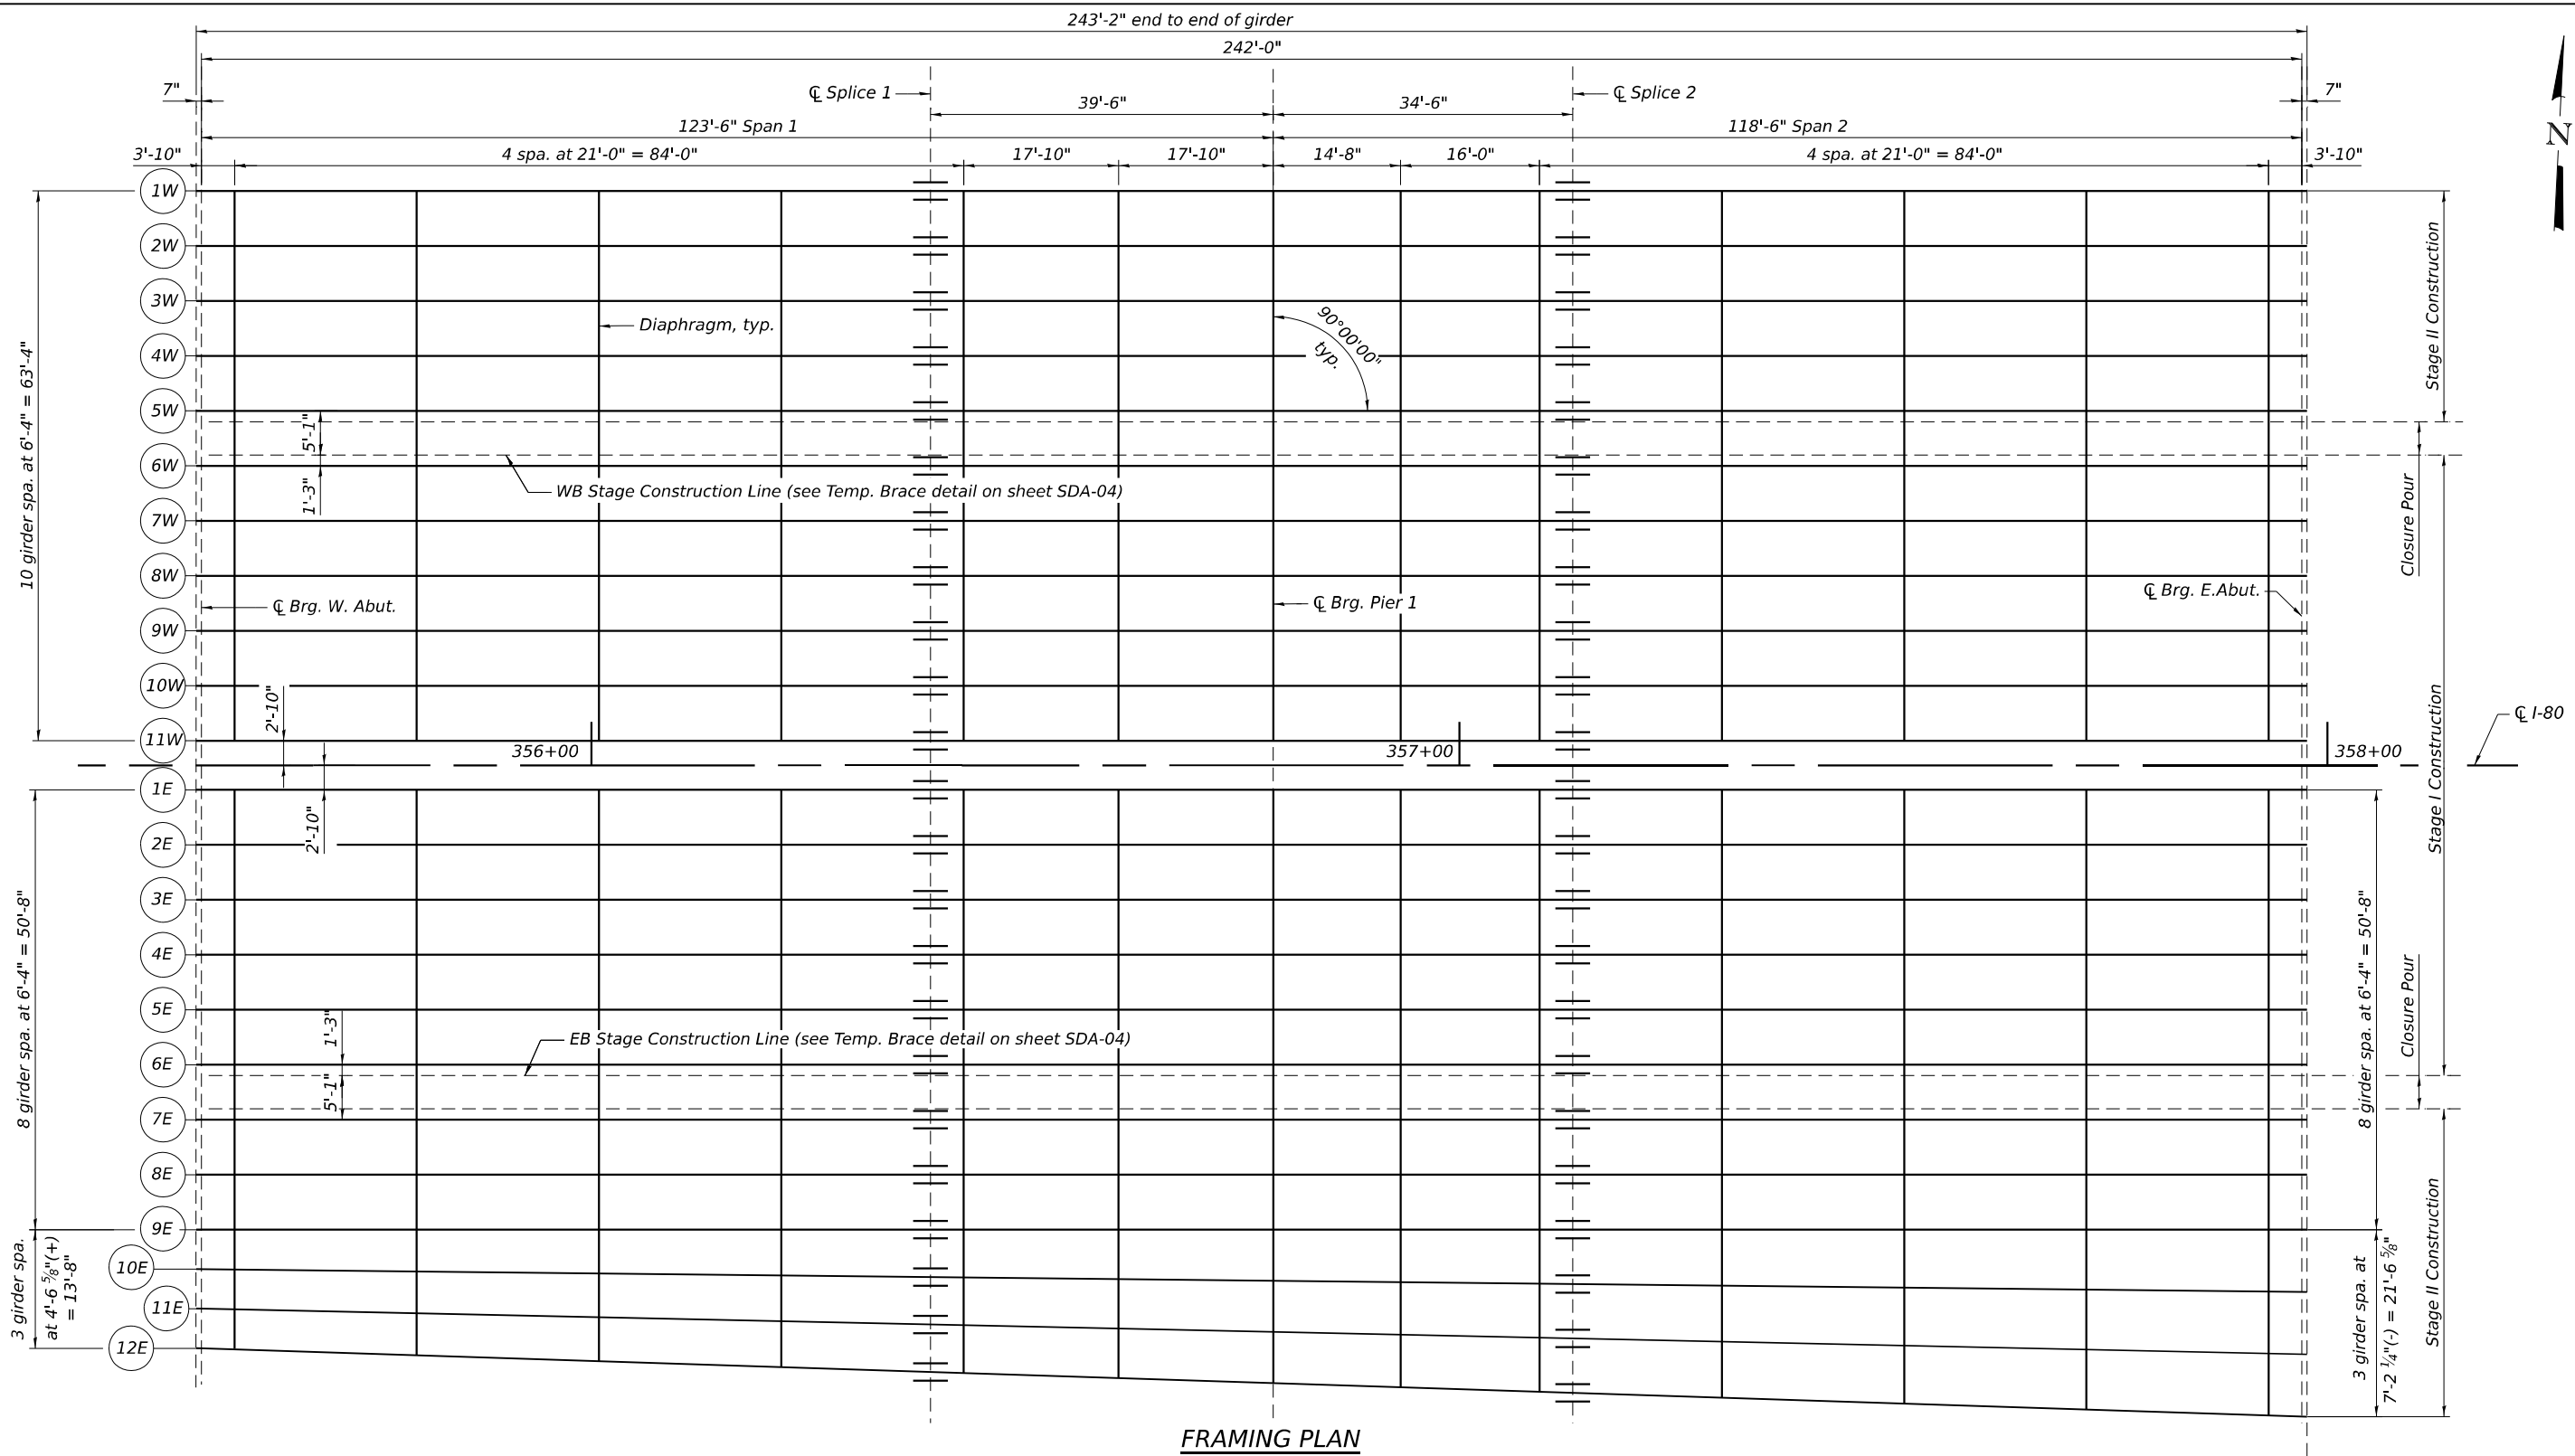 243'-2" end to end of girder
242'-0"
7"
℄ Splice 1
39'-6"
34'-6"
℄ Splice 2
7"
123'-6" Span 1
118'-6" Span 2
3'-10"
4 spa. at 21'-0" = 84'-0"
17'-10"
17'-10"
14'-8"
16'-0"
4 spa. at 21'-0" = 84'-0"
3'-10"
N
1W
2W
3W
4W
5W
6W
7W
8W
9W
10W
11W
10 girder spa. at 6'-4" = 63'-4"
Diaphragm, typ.
90°00'00"
typ.
5'-1"
1'-3"
WB Stage Construction Line (see Temp. Brace detail on sheet SDA-04)
℄ Brg. W. Abut.
℄ Brg. Pier 1
℄ Brg. E.Abut.
Stage II Construction
Closure Pour
Stage I Construction
℄ I-80
2'-10"
356+00
357+00
358+00
2'-10"
1E
2E
3E
4E
5E
6E
7E
8E
9E
10E
11E
12E
8 girder spa. at 6'-4" = 50'-8"
1'-3"
5'-1"
EB Stage Construction Line (see Temp. Brace detail on sheet SDA-04)
8 girder spa. at 6'-4" = 50'-8"
Closure Pour
3 girder spa.
at 4'-6 ⅝"(+)
= 13'-8"
3 girder spa. at
7'-2 ¼"(-) = 21'-6 ⅝"
Stage II Construction
FRAMING PLAN